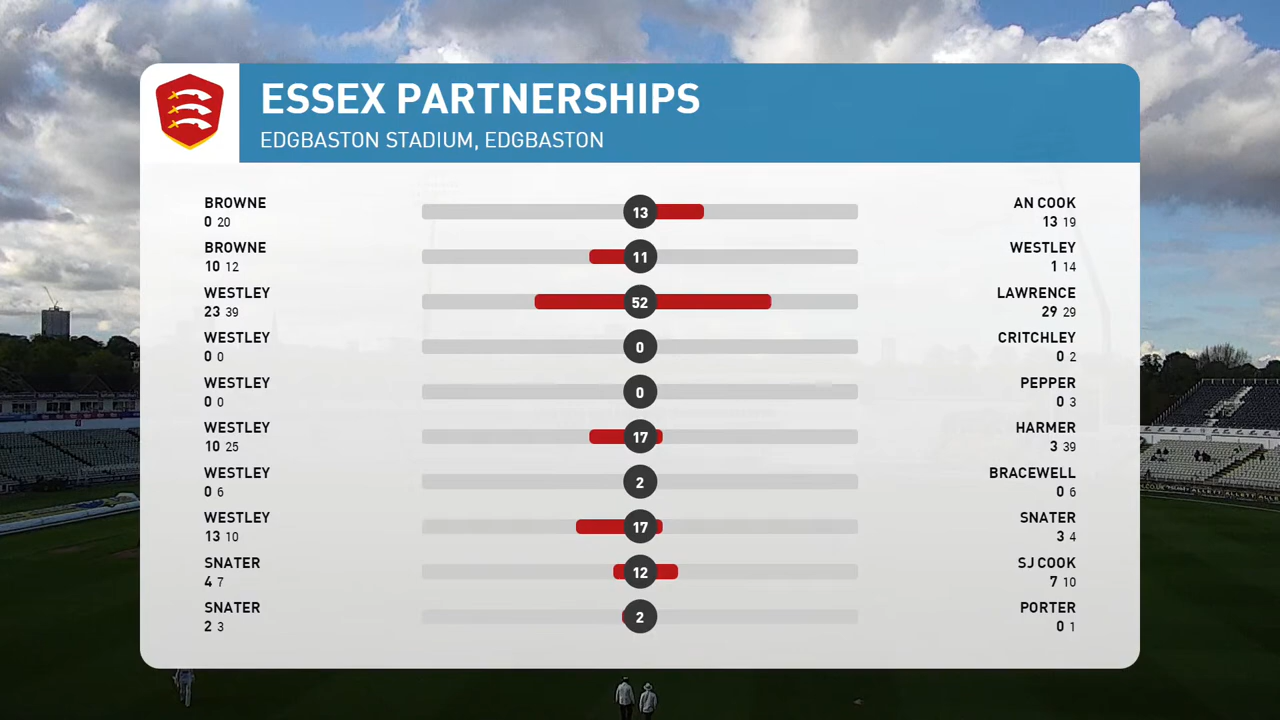 ESSEX PARTNERSHIPS
EDGBASTON STADIUM, EDGBASTON
BROWNE 13 AN COOK
0 20 13 19
BROWNE 11 WESTLEY
10 12 1 14
WESTLEY 52 LAWRENCE
23 39 29 29
WESTLEY 0 CRITCHLEY
0 0 0 2
WESTLEY 0 PEPPER
0 0 0 3
WESTLEY 17 HARMER
10 25 3 39
WESTLEY 2 BRACEWELL
0 6 0 6
WESTLEY 17 SNATER
13 10 3 4
SNATER 12 SJ COOK
4 7 7 10
SNATER 2 PORTER
2 3 0 1